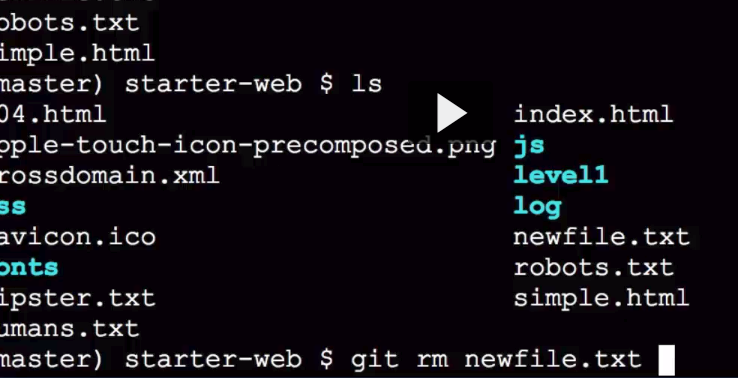 obots.txt
imple.html
master) starter-web $ ls
04.html index.html
pple-touch-icon-precomposed.png js
rossdomain.xml level1
ss log
avicon.ico newfile.txt
onts robots.txt
ipster.txt simple.html
umans.txt
master) starter-web $ git rm newfile.txt